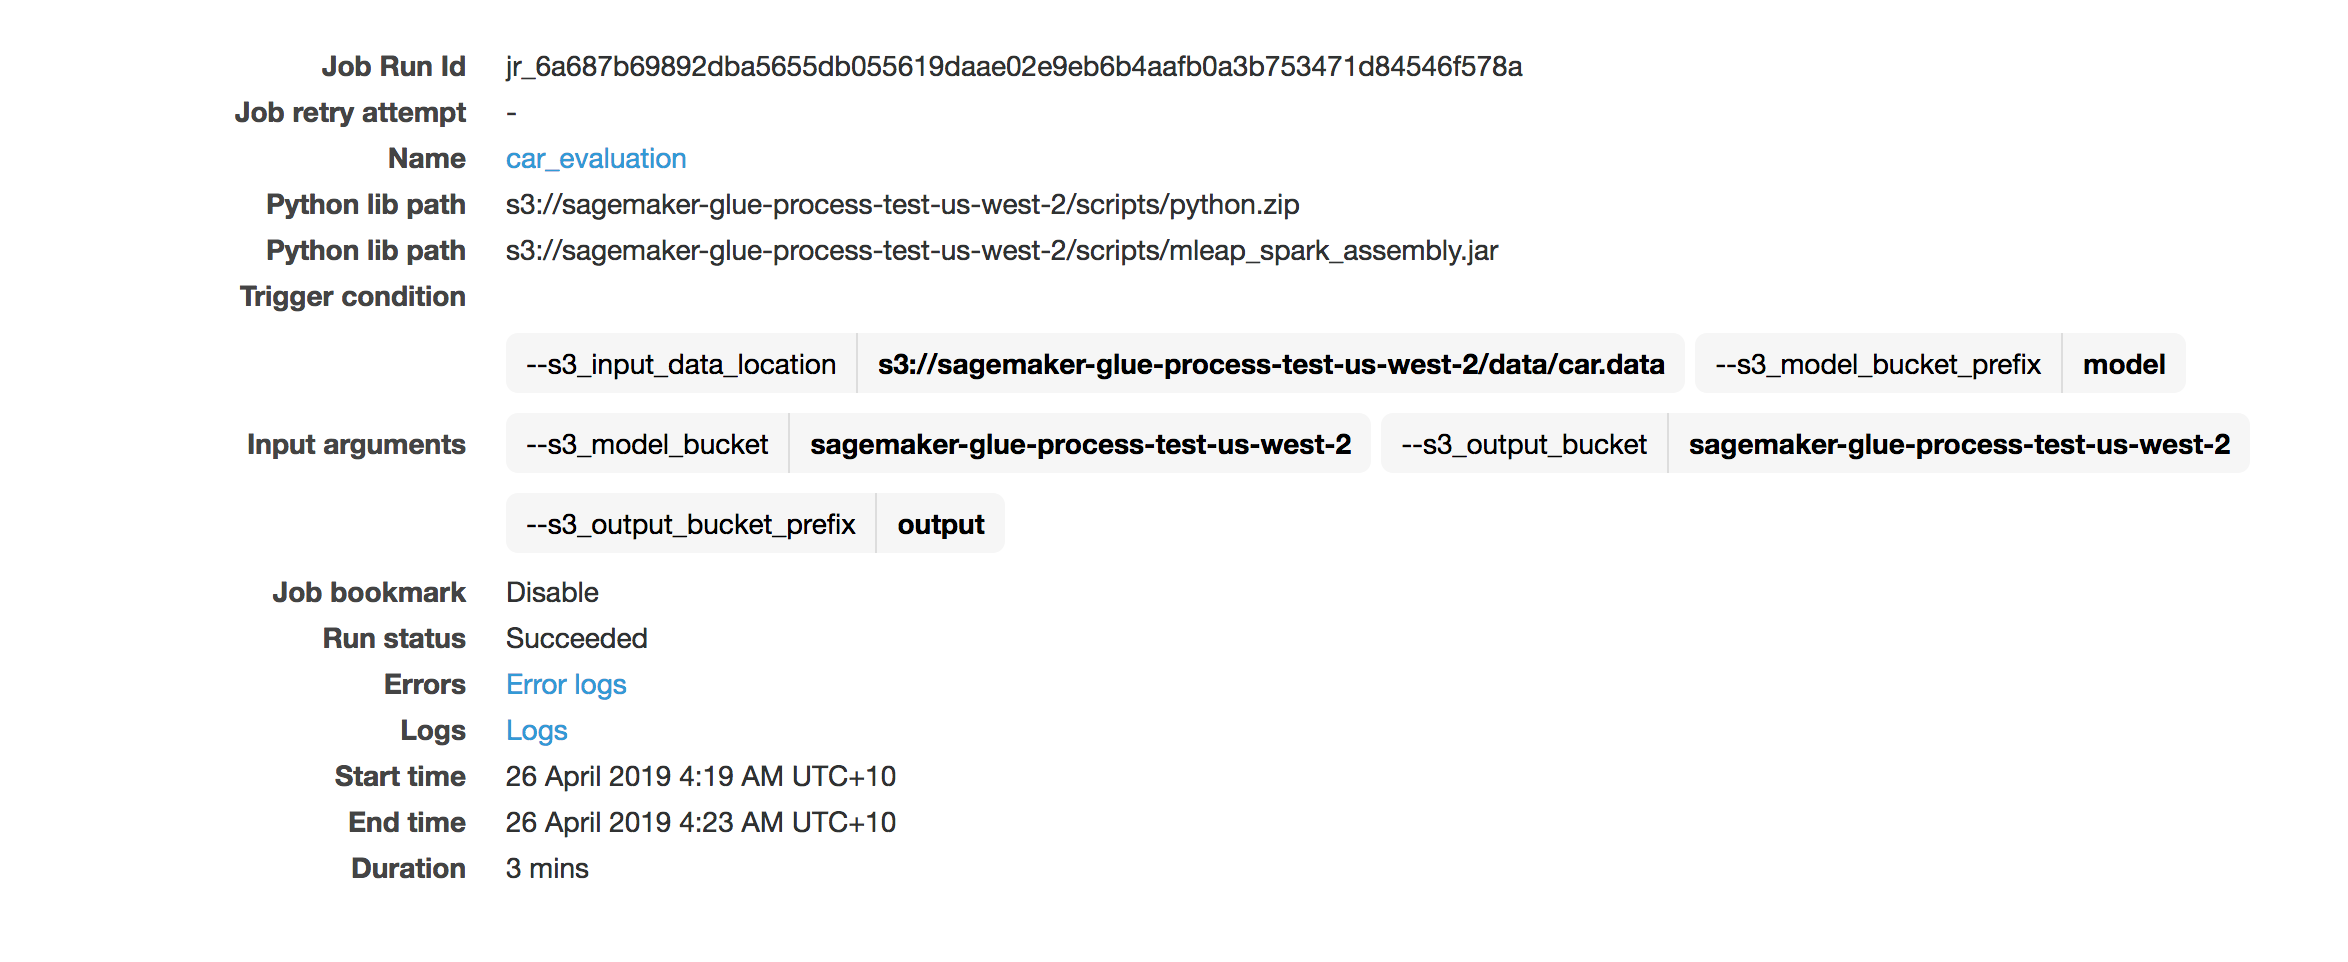 Job Run Id jr_6a687b69892dba5655db055619daae02e9eb6b4aafb0a3b753471d84546f578a
Job retry attempt -
Name car_evaluation
Python lib path s3://sagemaker-glue-process-test-us-west-2/scripts/python.zip
Python lib path s3://sagemaker-glue-process-test-us-west-2/scripts/mleap_spark_assembly.jar
Trigger condition
--s3_input_data_location s3://sagemaker-glue-process-test-us-west-2/data/car.data --s3_model_bucket_prefix model
Input arguments --s3_model_bucket sagemaker-glue-process-test-us-west-2 --s3_output_bucket sagemaker-glue-process-test-us-west-2
--s3_output_bucket_prefix output
Job bookmark Disable
Run status Succeeded
Errors Error logs
Logs Logs
Start time 26 April 2019 4:19 AM UTC+10
End time 26 April 2019 4:23 AM UTC+10
Duration 3 mins